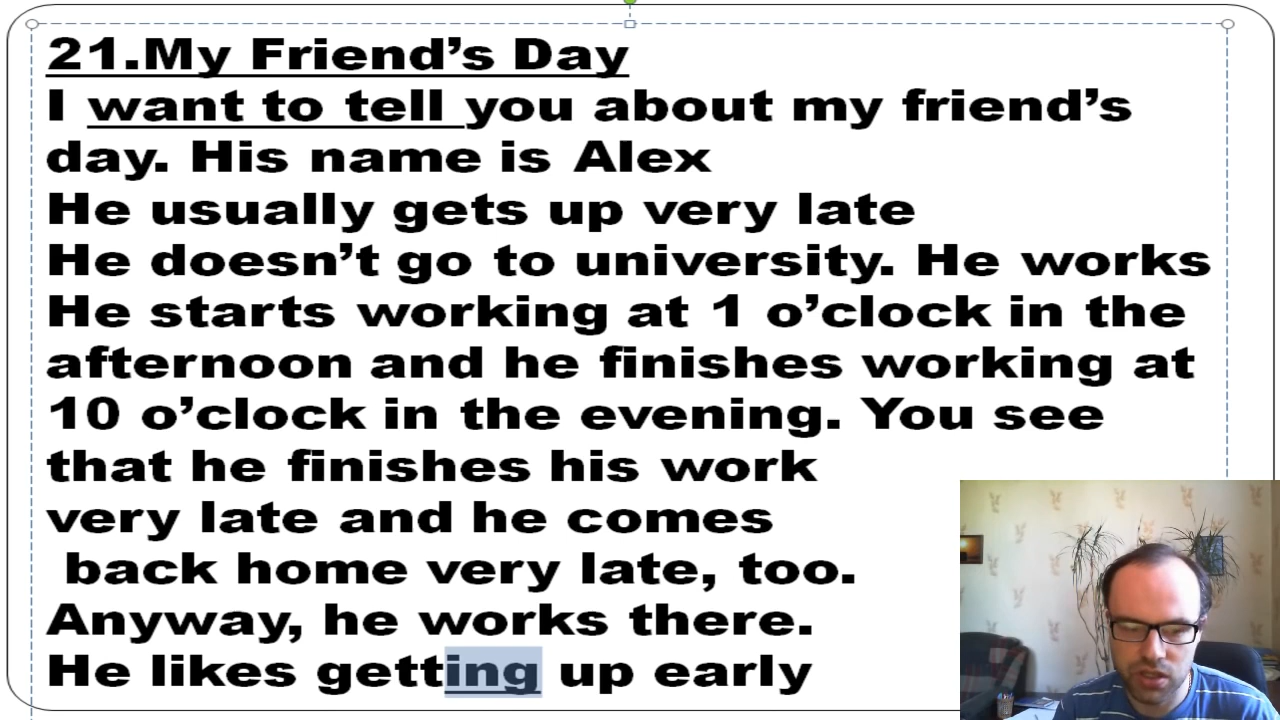 21.My Friend’s Day
I want to tell you about my friend’s
day. His name is Alex
He usually gets up very late
He doesn’t go to university. He works
He starts working at 1 o’clock in the
afternoon and he finishes working at
10 o’clock in the evening. You see
that he finishes his work
very late and he comes
back home very late, too.
Anyway, he works there.
He likes getting up early